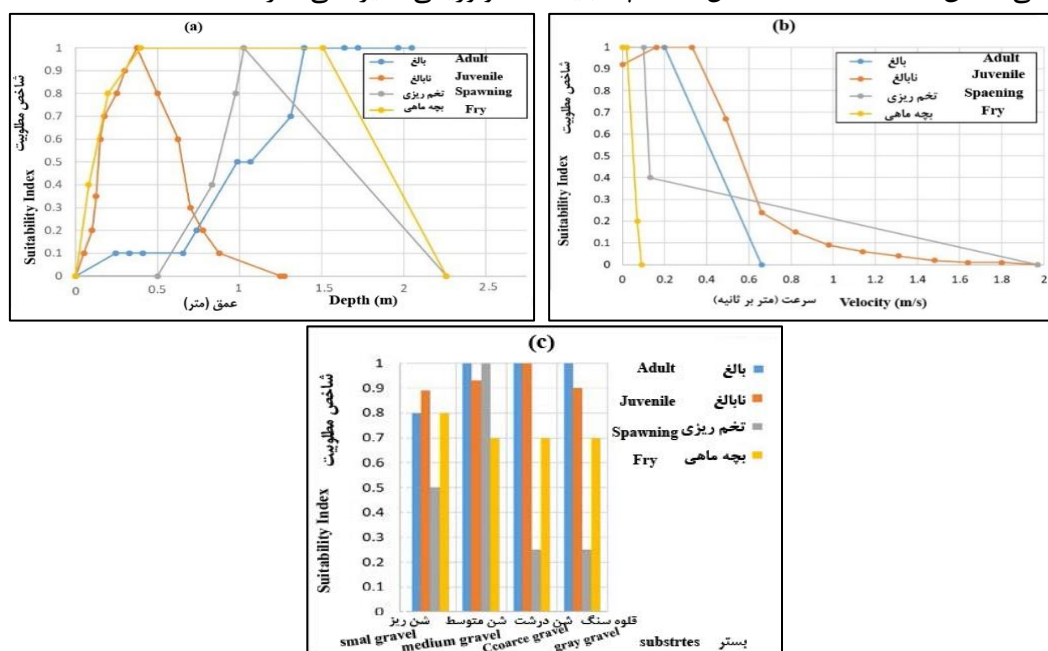 (a)
1
0.9
0.8
0.7
0.6
0.5
0.4
0.3
0.2
0.1
0
شاخص مطلوبیت
Suitability Index
بالغ Adult
نابالغ Juvenile
تخم ریزی Spawning
بچه ماهی Fry
0 0.5 1 1.5 2 2.5
عمق (متر) Depth (m)
(b)
1
0.9
0.8
0.7
0.6
0.5
0.4
0.3
0.2
0.1
0
شاخص مطلوبیت
Suitability Index
بالغ Adult
نابالغ Juvenile
تخم ریزی Spaening
بچه ماهی Fry
0 0.2 0.4 0.6 0.8 1 1.2 1.4 1.6 1.8 2
سرعت (متر بر ثانیه) Velocity (m/s)
(c)
1
0.9
0.8
0.7
0.6
0.5
0.4
0.3
0.2
0.1
0
شاخص مطلوبیت
Suitability Index
Adult بالغ
Juvenile نابالغ
Spawning تخم ریزی
Fry بچه ماهی
شن ریز شن متوسط شن درشت قلوه سنگ
smal gravel medium gravel Ccoarce gravel gray gravel substrtes بستر